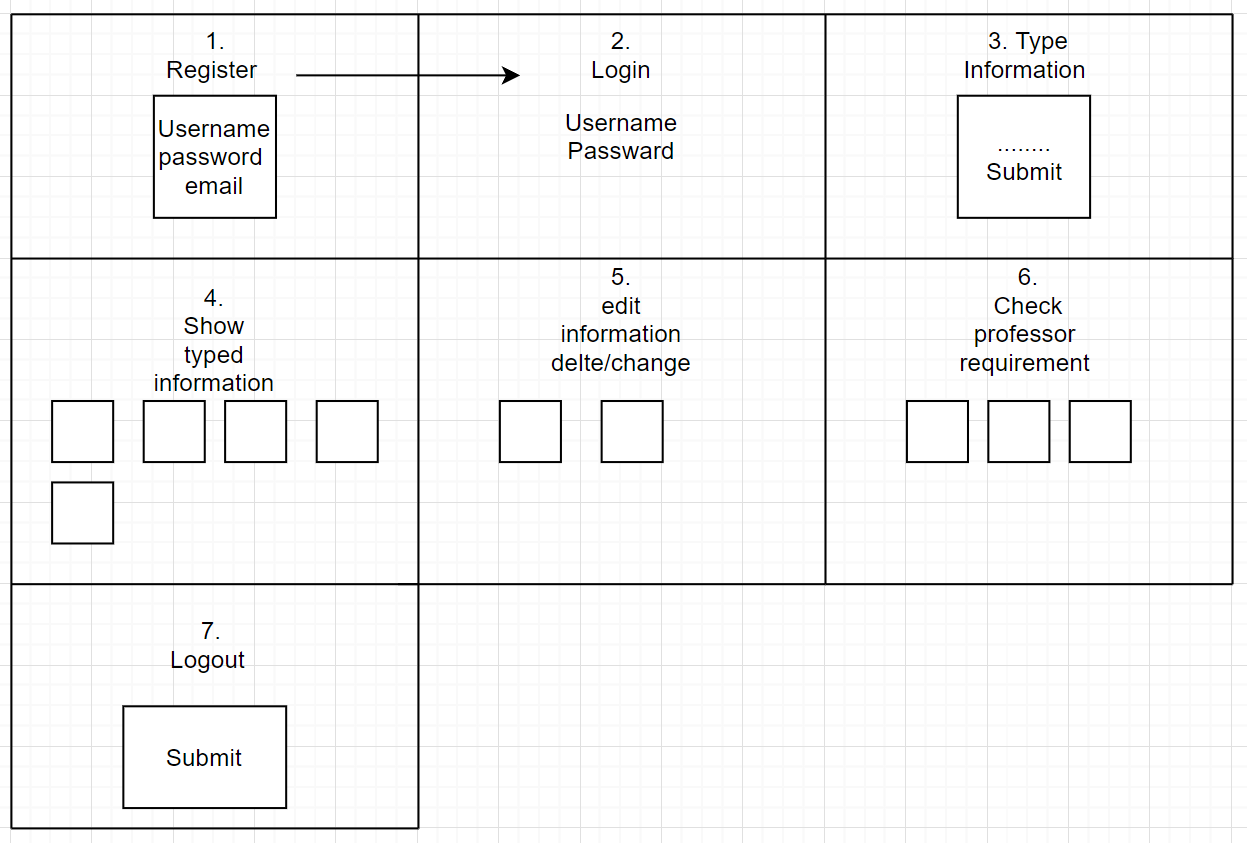 1.
Register
Username
password
email
2.
Login
Username
Passward
3. Type
Information
........
Submit
4.
Show
typed
information
5.
edit
information
delte/change
6.
Check
professor
requirement
7.
Logout
Submit